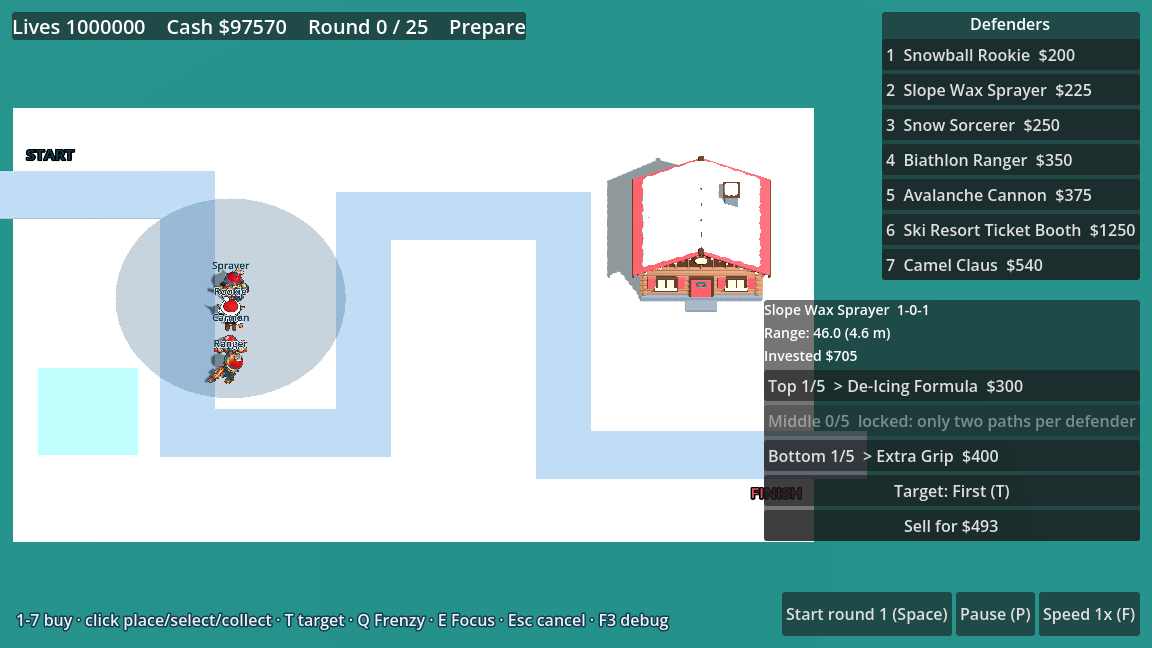 Lives 1000000 Cash $97570 Round 0 / 25 Prepare
Defenders
1 Snowball Rookie $200
2 Slope Wax Sprayer $225
3 Snow Sorcerer $250
4 Biathlon Ranger $350
5 Avalanche Cannon $375
6 Ski Resort Ticket Booth $1250
7 Camel Claus $540
START
Sprayer
Rookie
Cannon
Ranger
Slope Wax Sprayer 1-0-1
Range: 46.0 (4.6 m)
Invested $705
Top 1/5 > De-Icing Formula $300
Middle 0/5 locked: only two paths per defender
Bottom 1/5 > Extra Grip $400
Target: First (T)
FINISH
Sell for $493
1-7 buy · click place/select/collect · T target · Q Frenzy · E Focus · Esc cancel · F3 debug
Start round 1 (Space)
Pause (P)
Speed 1x (F)